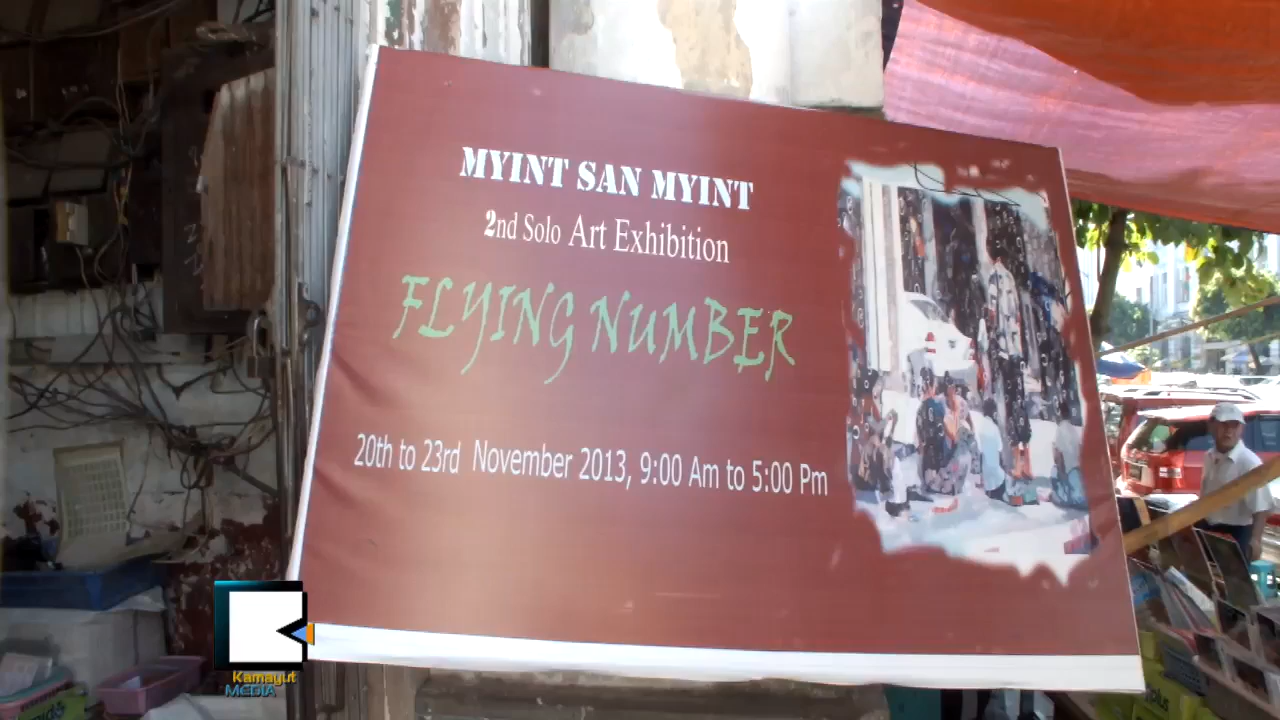 MYINT SAN MYINT
2nd Solo Art Exhibition
FLYING NUMBER
20th to 23rd November 2013, 9:00 Am to 5:00 Pm
Kamayut
MEDIA